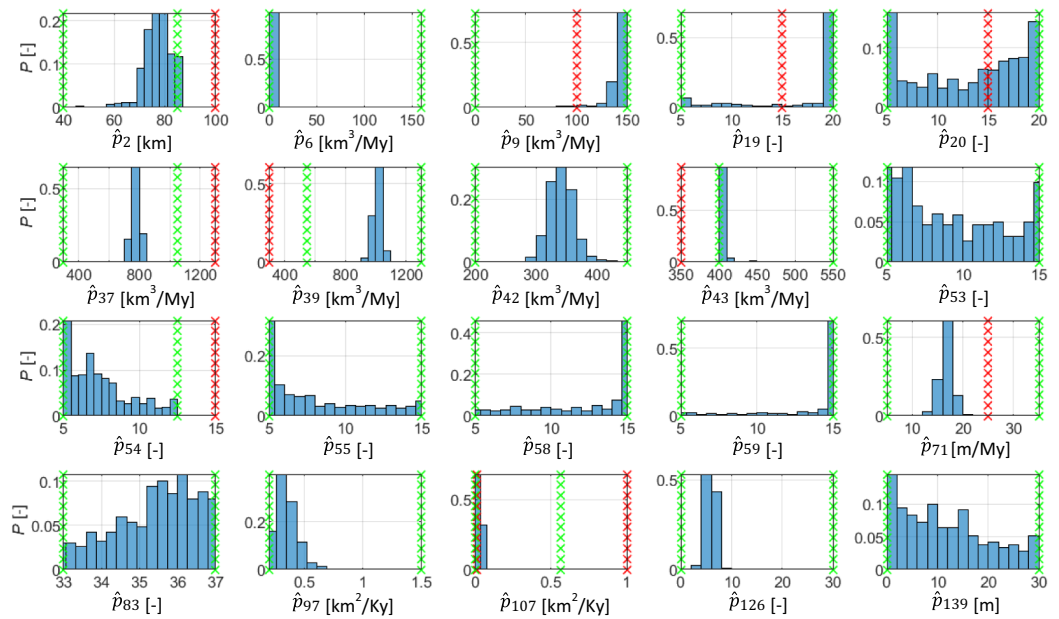 P [-]
0.2
0.1
0
40 60 80 100
p̂2 [km]
0.5
0
0 50 100 150
p̂6 [km³/My]
0.5
0
0 50 100 150
p̂9 [km³/My]
0.5
0
5 10 15 20
p̂19 [-]
0.1
0
5 10 15 20
p̂20 [-]
P [-]
0.5
0
400 800 1200
p̂37 [km³/My]
0.5
0
400 800 1200
p̂39 [km³/My]
0.2
0
200 300 400
p̂42 [km³/My]
0.5
0
350 400 450 500 550
p̂43 [km³/My]
0.1
0.05
0
5 10 15
p̂53 [-]
P [-]
0.2
0.1
0
5 10 15
p̂54 [-]
0.2
0
5 10 15
p̂55 [-]
0.4
0.2
0
5 10 15
p̂58 [-]
0.5
0
5 10 15
p̂59 [-]
0.5
0
10 20 30
p̂71 [m/My]
P [-]
0.1
0.05
0
33 34 35 36 37
p̂83 [-]
0.2
0
0.5 1 1.5
p̂97 [km²/Ky]
0.5
0
0 0.5 1
p̂107 [km²/Ky]
0.5
0
0 10 20 30
p̂126 [-]
0.1
0.05
0
0 10 20 30
p̂139 [m]